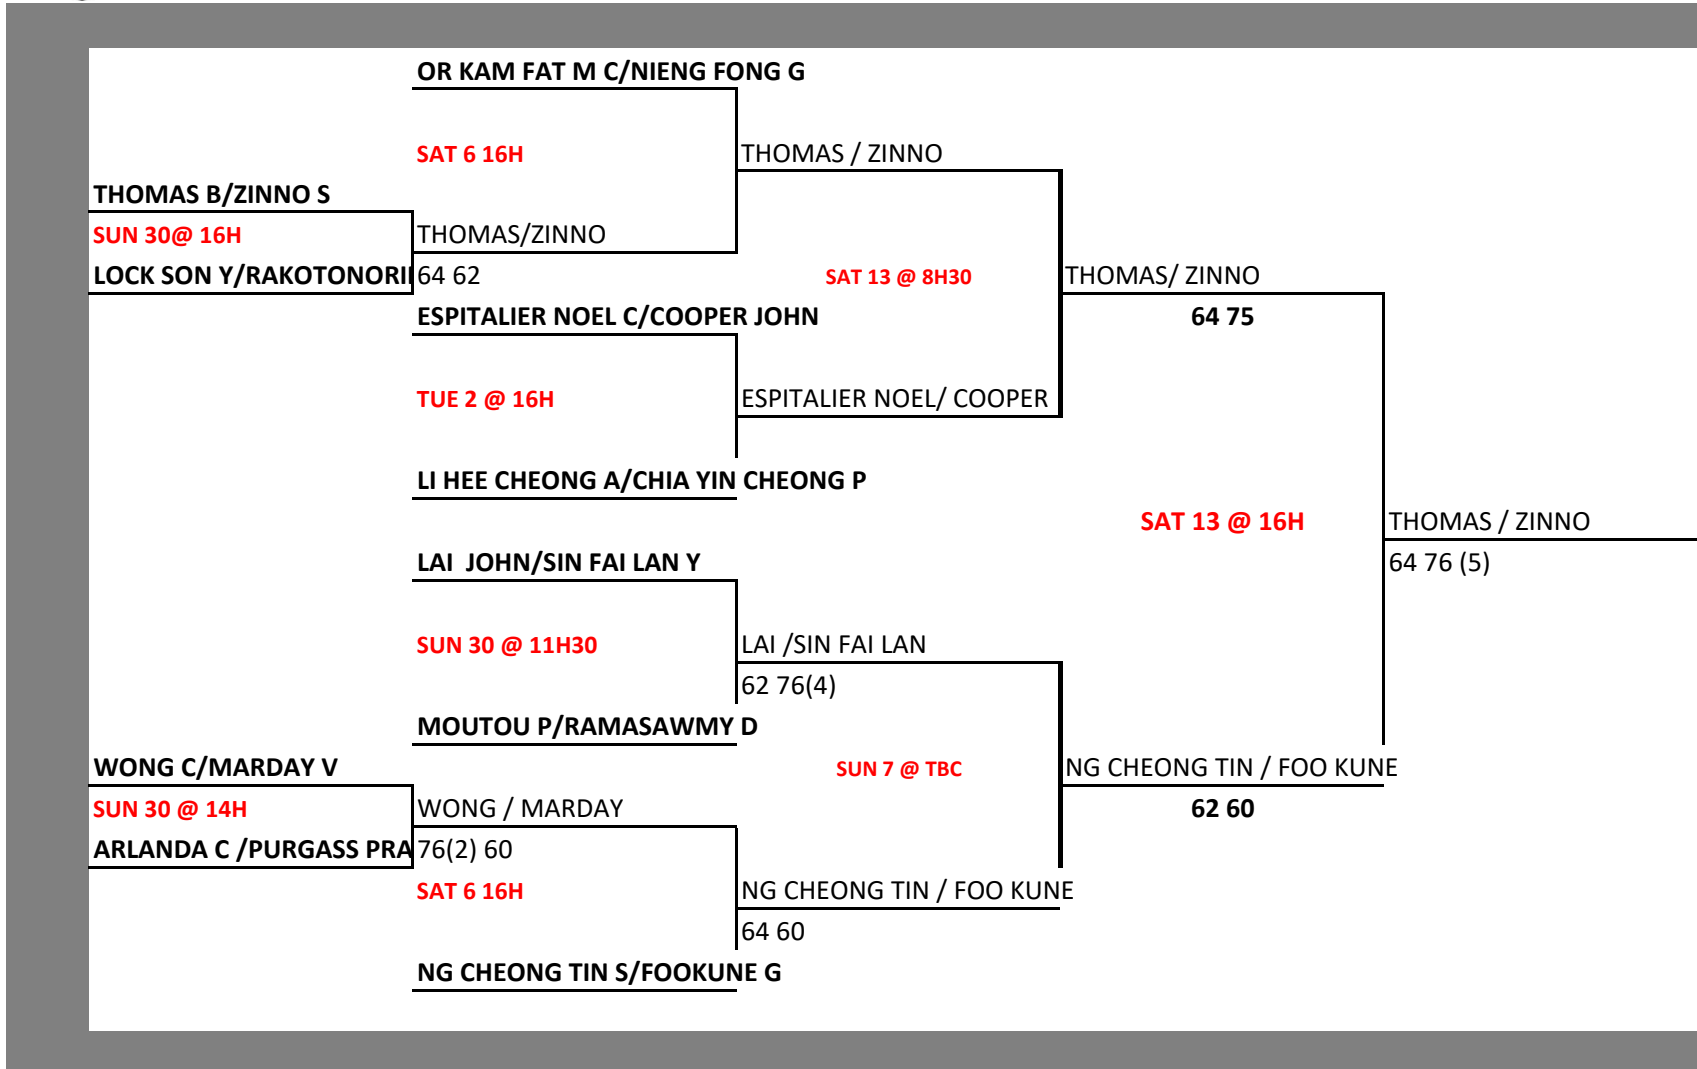 OR KAM FAT M C/NIENG FONG G
SAT 6 16H
THOMAS / ZINNO
THOMAS B/ZINNO S
SUN 30@ 16H
THOMAS/ZINNO
LOCK SON Y/RAKOTONORI
64 62
SAT 13 @ 8H30
THOMAS/ ZINNO
ESPITALIER NOEL C/COOPER JOHN
64 75
TUE 2 @ 16H
ESPITALIER NOEL/ COOPER
LI HEE CHEONG A/CHIA YIN CHEONG P
SAT 13 @ 16H
THOMAS / ZINNO
LAI  JOHN/SIN FAI LAN Y
64 76 (5)
SUN 30 @ 11H30
LAI /SIN FAI LAN
62 76(4)
MOUTOU P/RAMASAWMY D
WONG C/MARDAY V
SUN 7 @ TBC
NG CHEONG TIN / FOO KUNE
SUN 30 @ 14H
WONG / MARDAY
62 60
ARLANDA C /PURGASS PRA
76(2) 60
SAT 6 16H
NG CHEONG TIN / FOO KUNE
64 60
NG CHEONG TIN S/FOOKUNE G